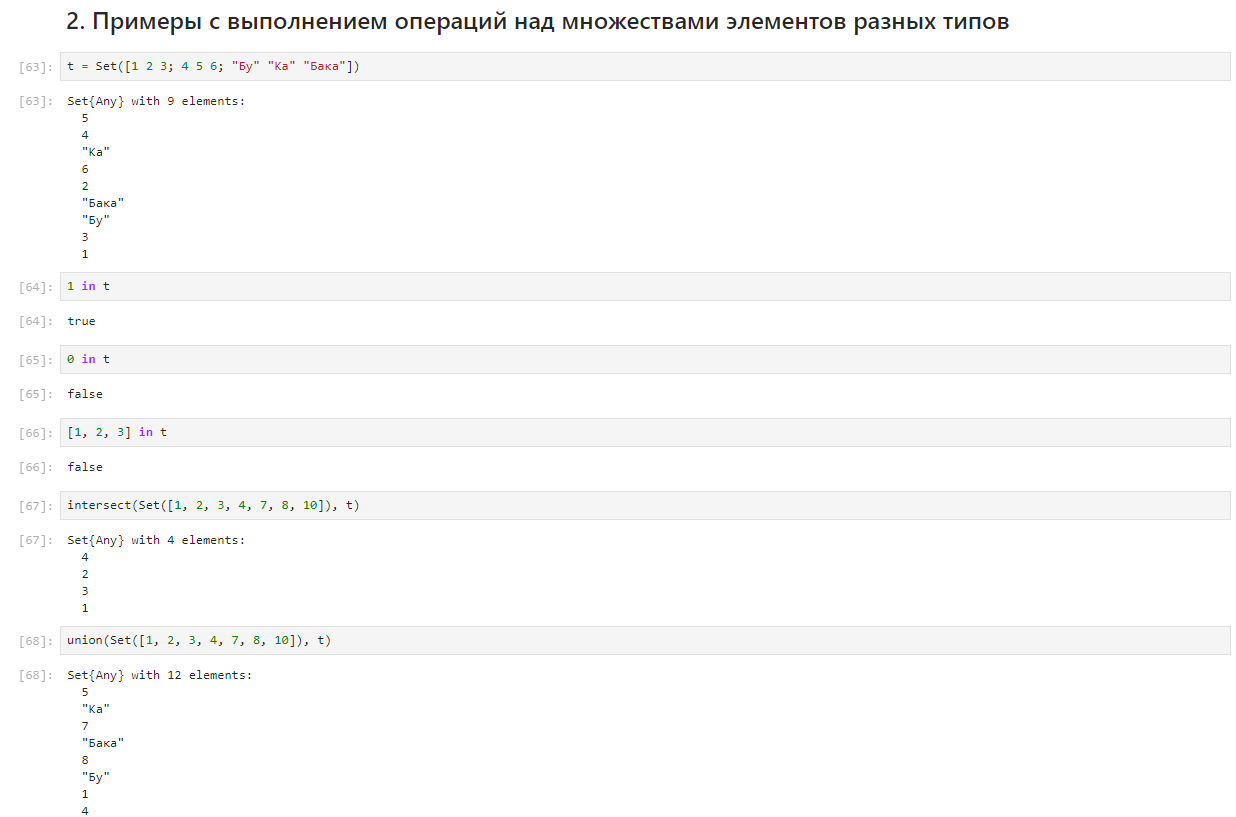 2. Примеры с выполнением операций над множествами элементов разных типов
[63]: t = Set([1 2 3; 4 5 6; "Бу" "Ка" "Бака"])
[63]: Set{Any} with 9 elements:
5
4
"Ка"
6
2
"Бака"
"Бу"
3
1
[64]: 1 in t
[64]: true
[65]: 0 in t
[65]: false
[66]: [1, 2, 3] in t
[66]: false
[67]: intersect(Set([1, 2, 3, 4, 7, 8, 10]), t)
[67]: Set{Any} with 4 elements:
4
2
3
1
[68]: union(Set([1, 2, 3, 4, 7, 8, 10]), t)
[68]: Set{Any} with 12 elements:
5
"Ка"
7
"Бака"
8
"Бу"
1
4